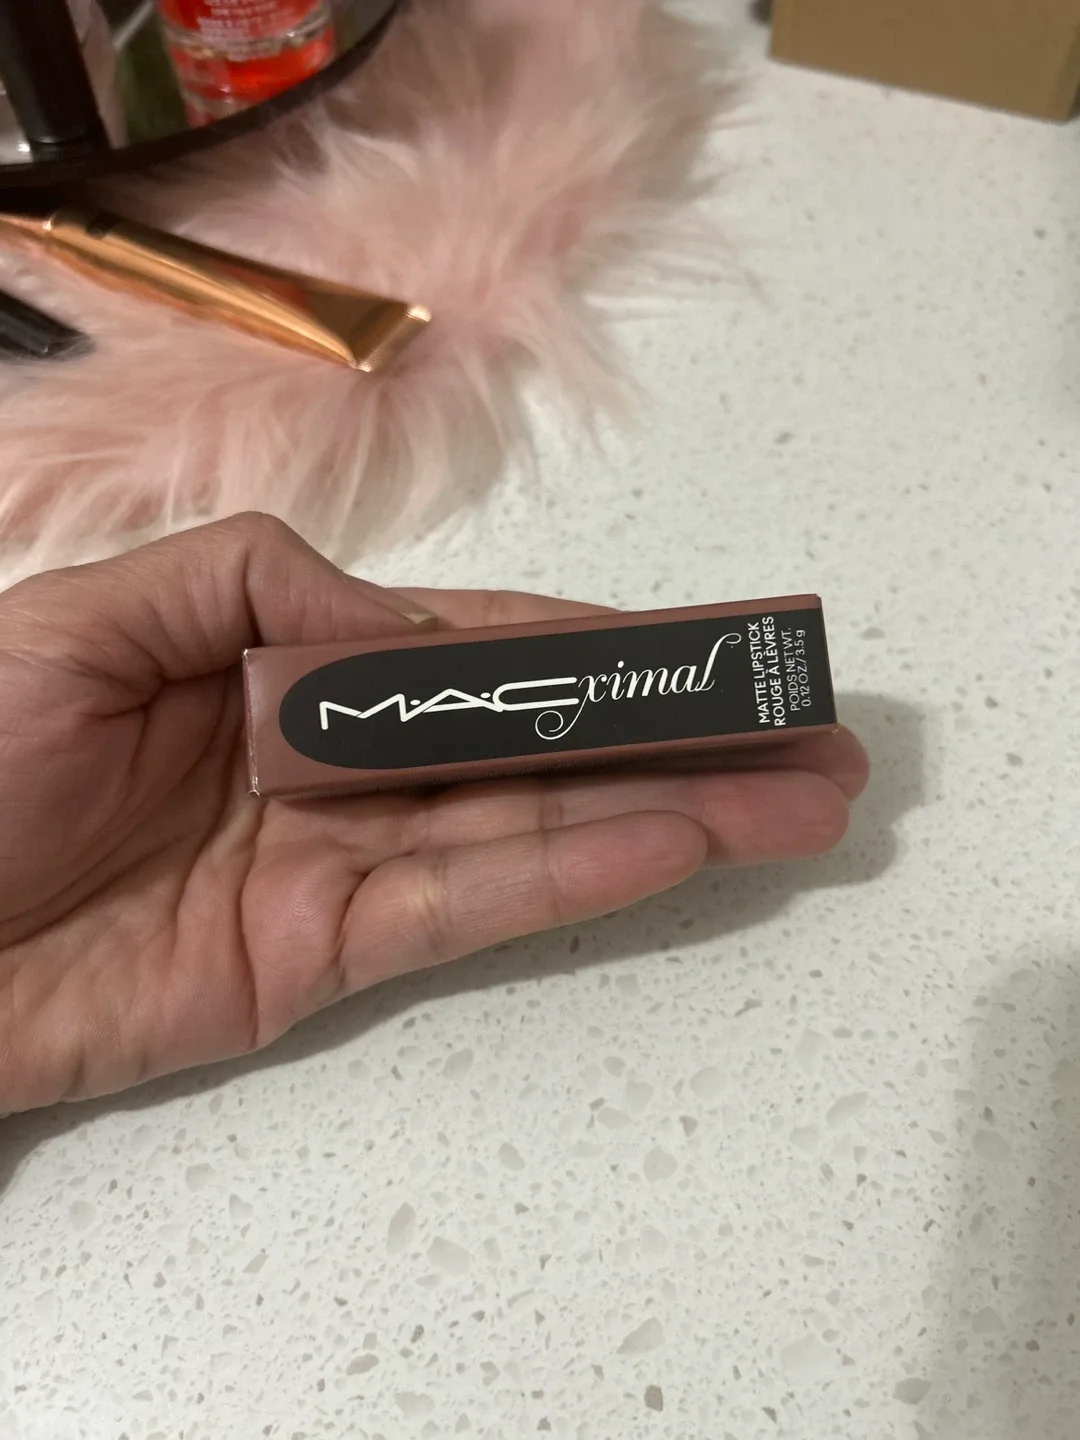 M·A·Cximal
MATTE LIPSTICK
ROUGE À LÈVRES
POIDS NET WT.
0.12 OZ / 3.5 g